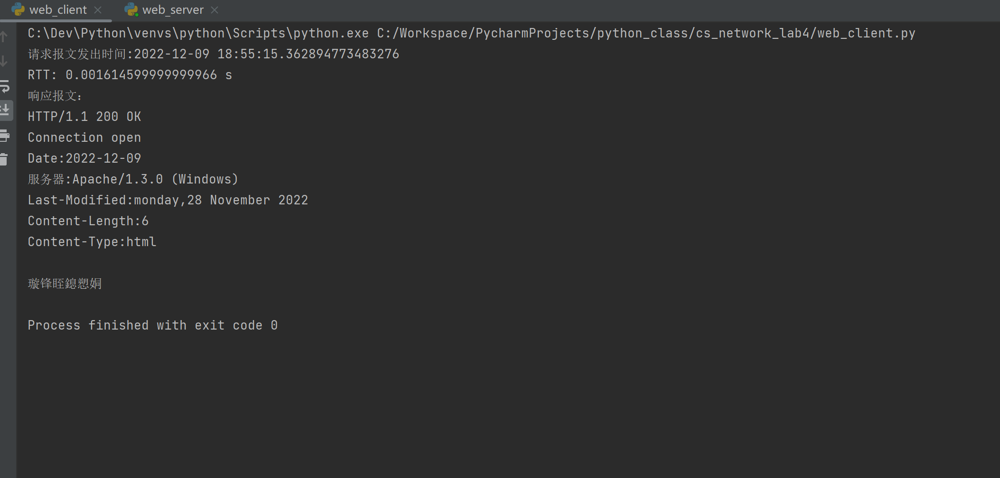 web_client
web_server
C:\Dev\Python\venvs\python\Scripts\python.exe C:/Workspace/PycharmProjects/python_class/cs_network_lab4/web_client.py
请求报文发出时间:2022-12-09 18:55:15.362894773483276
RTT: 0.001614599999999966 s
响应报文:
HTTP/1.1 200 OK
Connection open
Date:2022-12-09
服务器:Apache/1.3.0 (Windows)
Last-Modified:monday,28 November 2022
Content-Length:6
Content-Type:html
璇锋眰鎴愬姛
Process finished with exit code 0